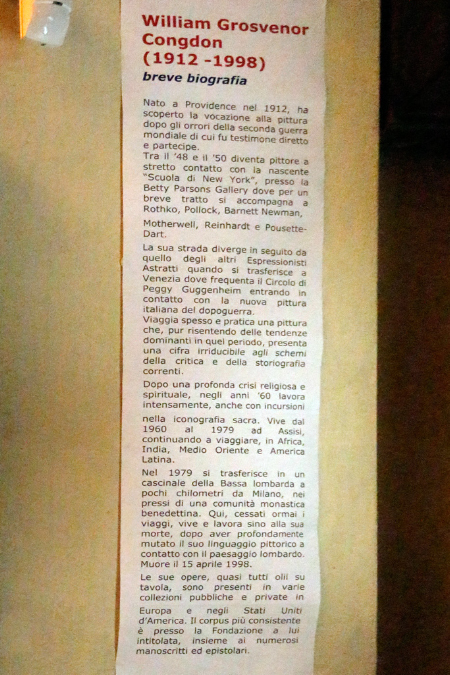 William Grosvenor
Congdon
(1912 -1998)
breve biografia
Nato a Providence nel 1912, ha
scoperto la vocazione alla pittura
dopo gli orrori della seconda guerra
mondiale di cui fu testimone diretto
e partecipe.
Tra il '48 e il '50 diventa pittore a
stretto contatto con la nascente
"Scuola di New York", presso la
Betty Parsons Gallery dove per un
breve tratto si accompagna a
Rothko, Pollock, Barnett Newman,
Motherwell, Reinhardt e Pousette-
Dart.
La sua strada diverge in seguito da
quello degli altri Espressionisti
Astratti quando si trasferisce a
Venezia dove frequenta il Circolo di
Peggy Guggenheim entrando in
contatto con la nuova pittura
italiana del dopoguerra.
Viaggia spesso e pratica una pittura
che, pur risentendo delle tendenze
dominanti in quel periodo, presenta
una cifra irriducibile agli schemi
della critica e della storiografia
correnti.
Dopo una profonda crisi religiosa e
spirituale, negli anni '60 lavora
intensamente, anche con incursioni
nella iconografia sacra. Vive dal
1960 al 1979 ad Assisi,
continuando a viaggiare, in Africa,
India, Medio Oriente e America
Latina.
Nel 1979 si trasferisce in un
cascinale della Bassa lombarda a
pochi chilometri da Milano, nei
pressi di una comunità monastica
benedettina. Qui, cessati ormai i
viaggi, vive e lavora sino alla sua
morte, dopo aver profondamente
mutato il suo linguaggio pittorico a
contatto con il paesaggio lombardo.
Muore il 15 aprile 1998.
Le sue opere, quasi tutti olii su
tavola, sono presenti in varie
collezioni pubbliche e private in
Europa e negli Stati Uniti
d'America. Il corpus più consistente
è presso la Fondazione a lui
intitolata, insieme ai numerosi
manoscritti ed epistolari.